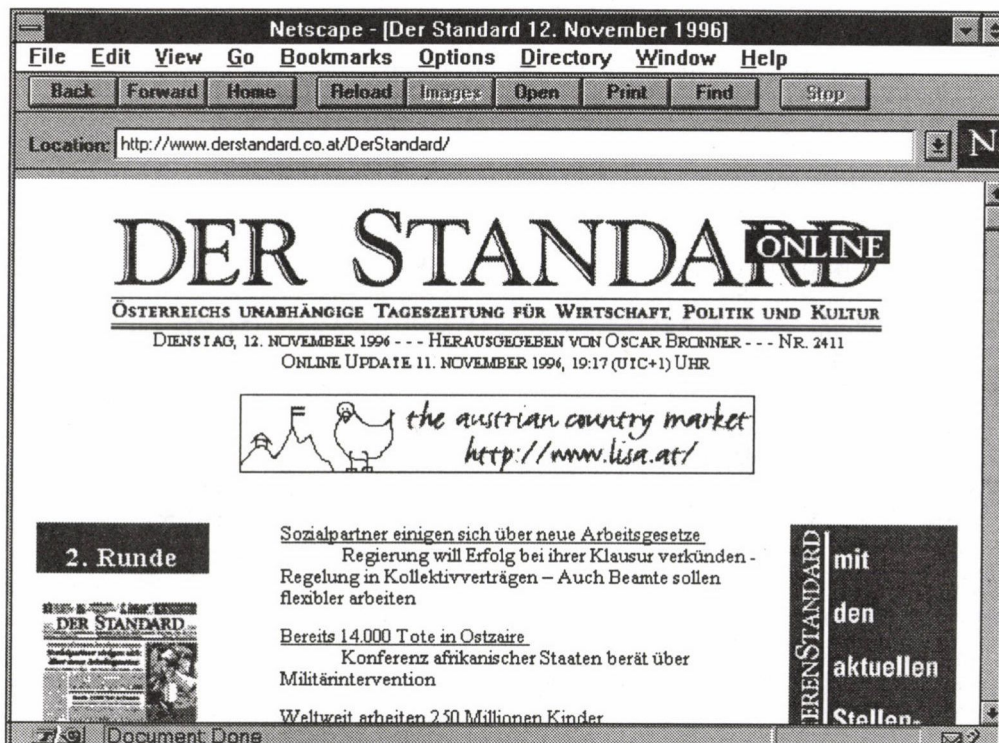 Netscape - [Der Standard 12. November 1996]
File Edit View Go Bookmarks Options Directory Window Help
Back Forward Home Reload Images Open Print Find Stop
Location: http://www.derstandard.co.at/DerStandard/
N
DER STANDARD
ONLINE
ÖSTERREICHS UNABHÄNGIGE TAGESZEITUNG FÜR WIRTSCHAFT, POLITIK UND KULTUR
DIENSTAG, 12. NOVEMBER 1996 - - - HERAUSGEGEBEN VON OSCAR BRONNER - - - NR. 2411
ONLINE UPDATE 11. NOVEMBER 1996, 19:17 (UTC+1) UHR
the austrian country market
http://www.lisa.at/
2. Runde
DER STANDARD
Sozialpartner einigen sich über neue Arbeitsgesetze
Regierung will Erfolg bei ihrer Klausur verkünden -
Regelung in Kollektivverträgen – Auch Beamte sollen
flexibler arbeiten
Bereits 14.000 Tote in Ostzaire
Konferenz afrikanischer Staaten berät über
Militärintervention
Weltweit arbeiten 250 Millionen Kinder
ERENSTANDARD
mit
den
aktuellen
Stellen-
Document: Done